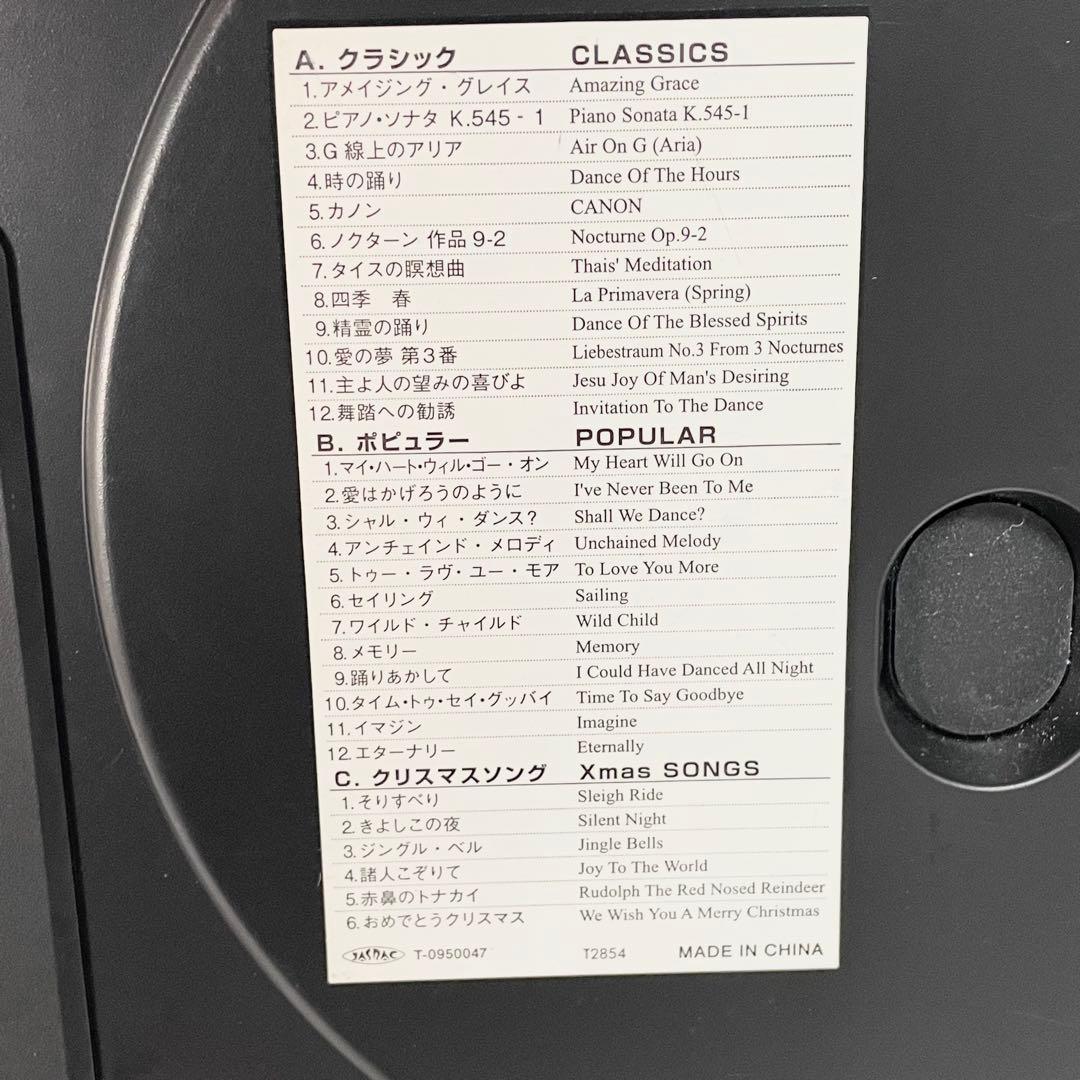 A. クラシック CLASSICS
1.アメイジング・グレイス Amazing Grace
2.ピアノ・ソナタ K.545 - 1 Piano Sonata K.545-1
3.G 線上のアリア Air On G (Aria)
4.時の踊り Dance Of The Hours
5.カノン CANON
6.ノクターン 作品 9-2 Nocturne Op.9-2
7.タイスの瞑想曲 Thais' Meditation
8.四季　春 La Primavera (Spring)
9.精霊の踊り Dance Of The Blessed Spirits
10.愛の夢 第3番 Liebestraum No.3 From 3 Nocturnes
11.主よ人の望みの喜びよ Jesu Joy Of Man's Desiring
12.舞踏への勧誘 Invitation To The Dance
B. ポピュラー POPULAR
1.マイ・ハート・ウィル・ゴー・オン My Heart Will Go On
2.愛はかげろうのように I've Never Been To Me
3.シャル・ウィ・ダンス? Shall We Dance?
4.アンチェインド・メロディ Unchained Melody
5.トゥー・ラヴ・ユー・モア To Love You More
6.セイリング Sailing
7.ワイルド・チャイルド Wild Child
8.メモリー Memory
9.踊りあかして I Could Have Danced All Night
10.タイム・トゥ・セイ・グッバイ Time To Say Goodbye
11.イマジン Imagine
12.エターナリー Eternally
C. クリスマスソング Xmas SONGS
1.そりすべり Sleigh Ride
2.きよしこの夜 Silent Night
3.ジングル・ベル Jingle Bells
4.諸人こぞりて Joy To The World
5.赤鼻のトナカイ Rudolph The Red Nosed Reindeer
6.おめでとうクリスマス We Wish You A Merry Christmas
JASRAC T-0950047 T2854 MADE IN CHINA